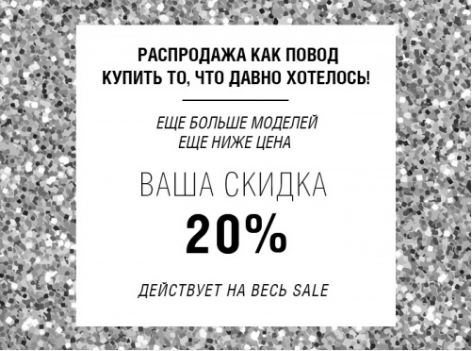 РАСПРОДАЖА КАК ПОВОД
КУПИТЬ ТО, ЧТО ДАВНО ХОТЕЛОСЬ!
ЕЩЕ БОЛЬШЕ МОДЕЛЕЙ
ЕЩЕ НИЖЕ ЦЕНА
ВАША СКИДКА
20%
ДЕЙСТВУЕТ НА ВЕСЬ SALE